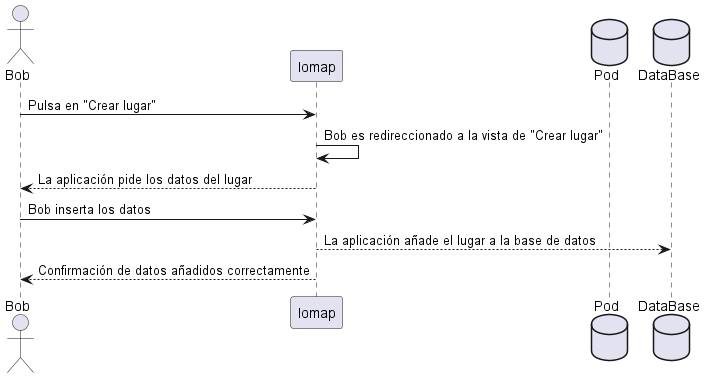 Bob
lomap
Pod
DataBase
Pulsa en "Crear lugar"
Bob es redireccionado a la vista de "Crear lugar"
La aplicación pide los datos del lugar
Bob inserta los datos
La aplicación añade el lugar a la base de datos
Confirmación de datos añadidos correctamente
Bob
lomap
Pod
DataBase